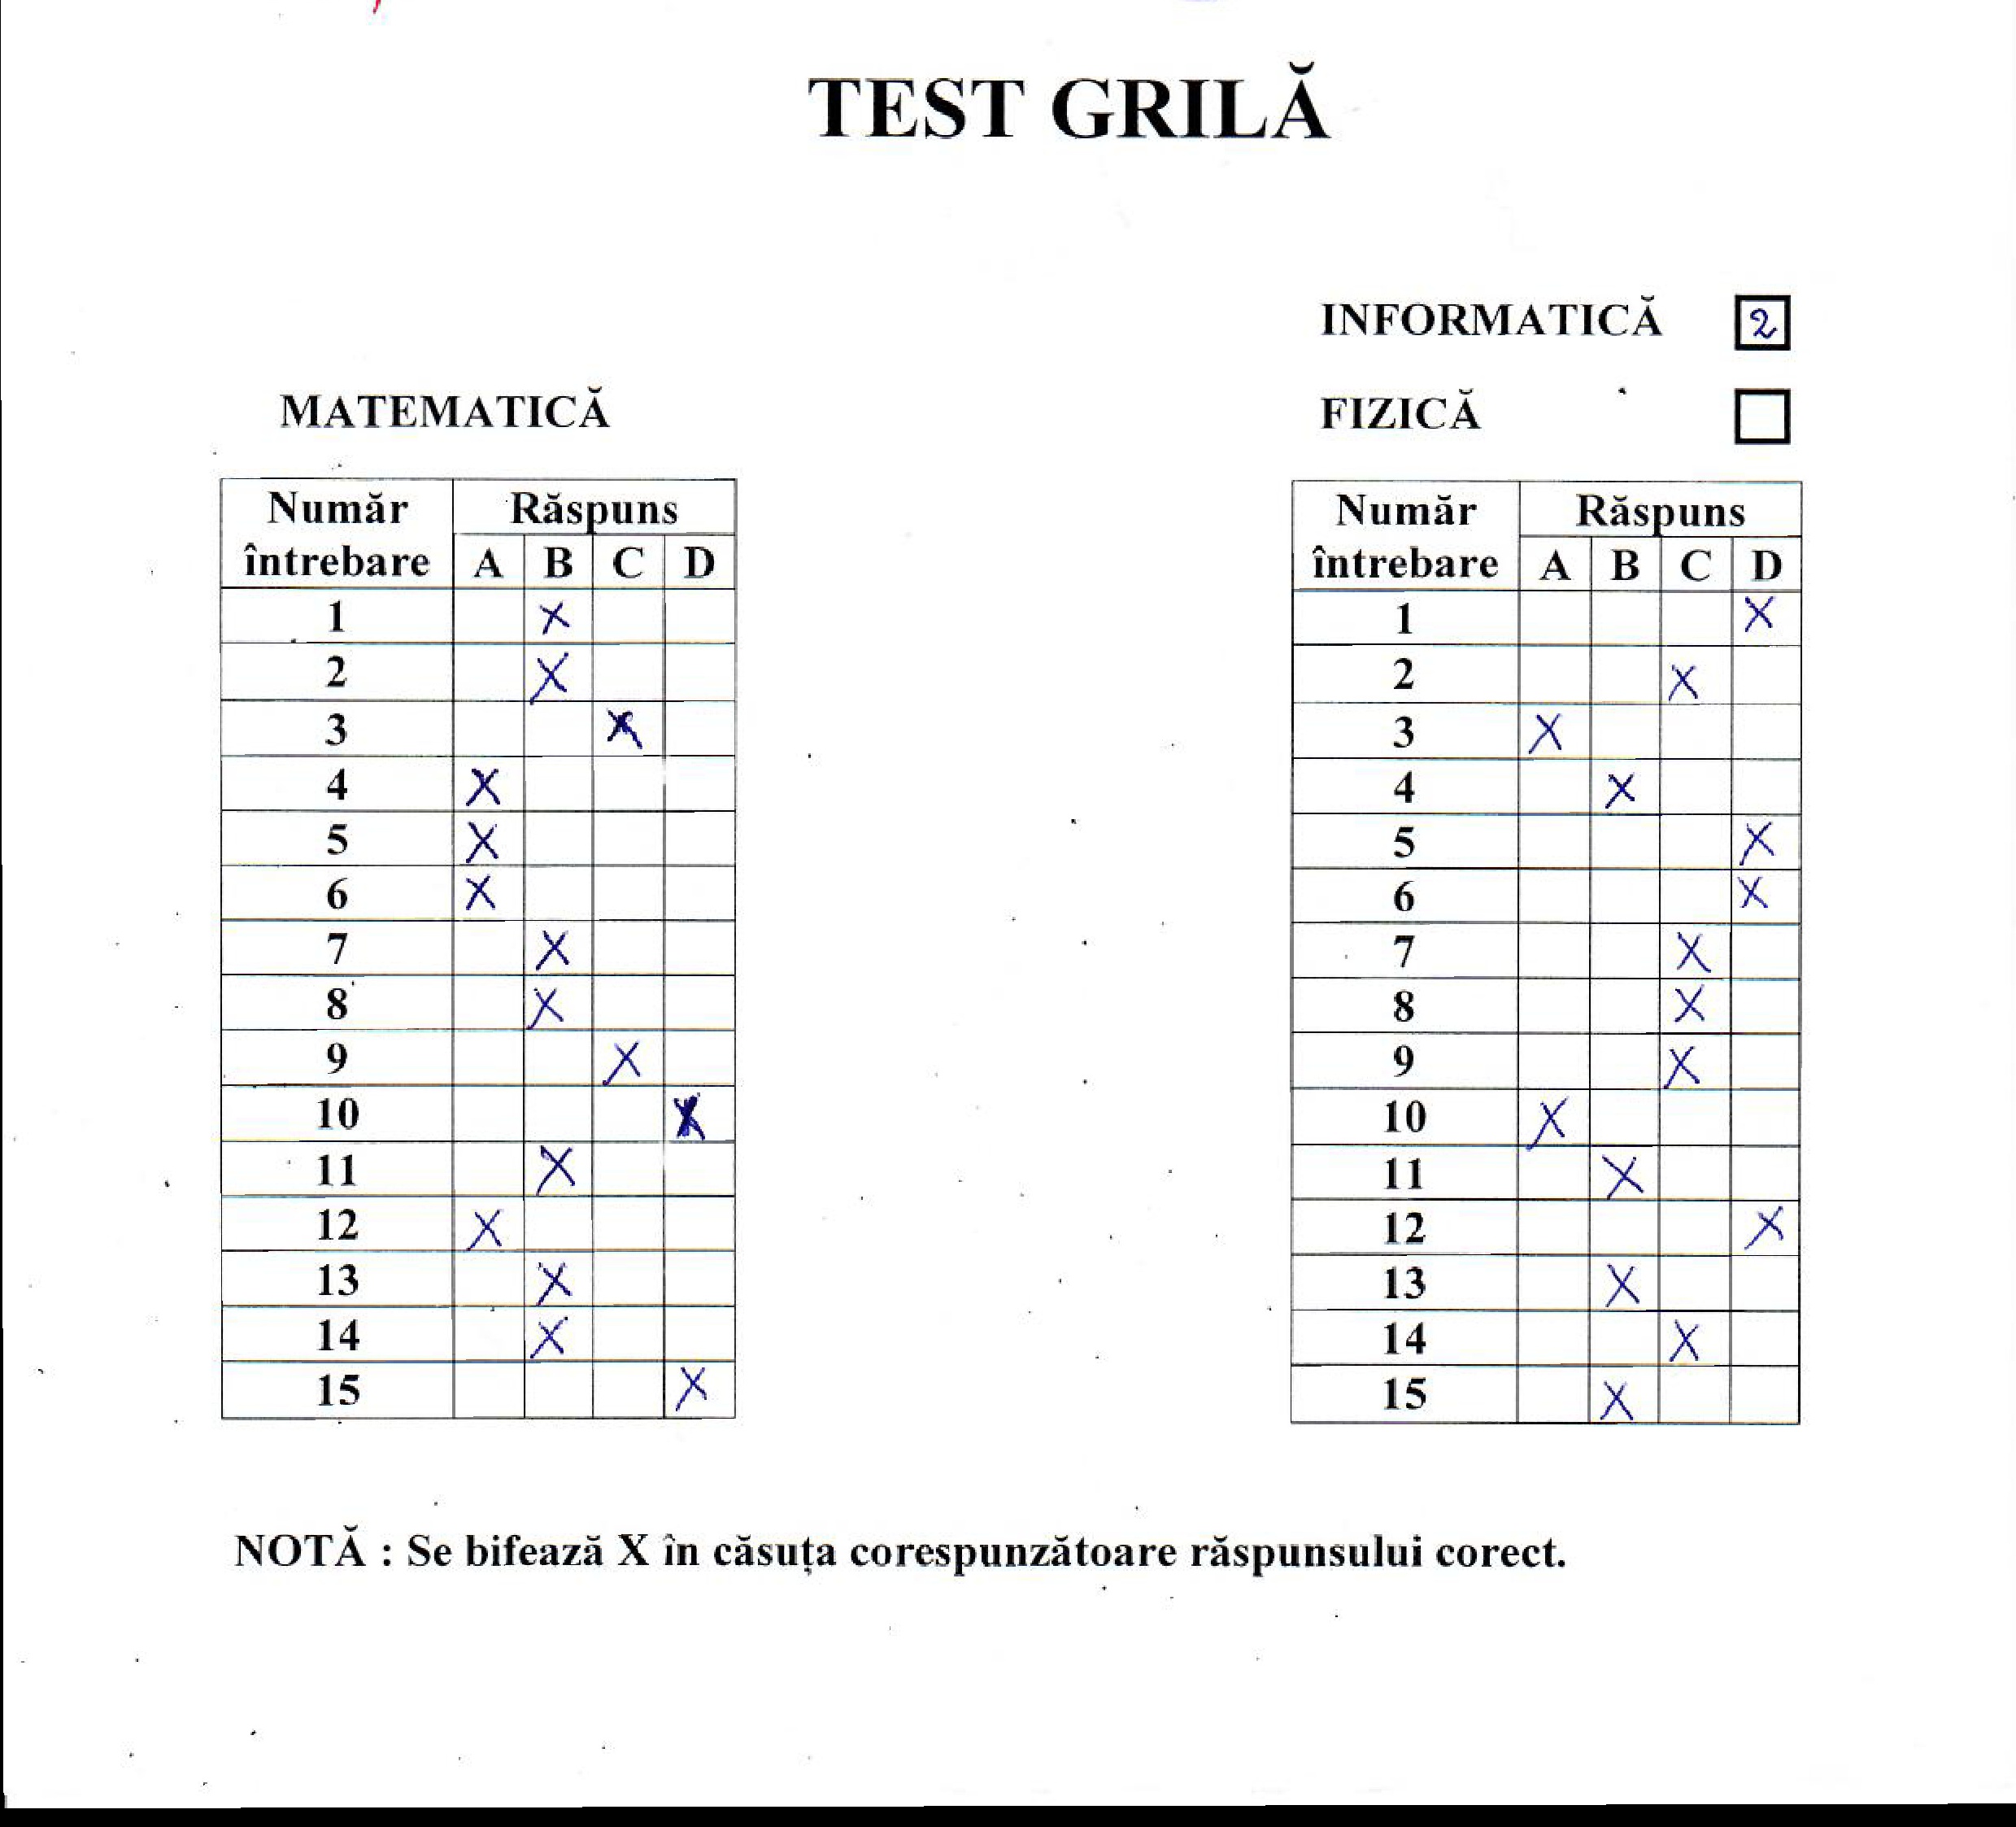 TEST GRILĂ
INFORMATICĂ 2
FIZICĂ
MATEMATICĂ
Număr întrebare Răspuns
A B C D
1 X
2 X
3 X
4 X
5 X
6 X
7 X
8 X
9 X
10 X
11 X
12 X
13 X
14 X
15 X
Număr întrebare Răspuns
A B C D
1 X
2 X
3 X
4 X
5 X
6 X
7 X
8 X
9 X
10 X
11 X
12 X
13 X
14 X
15 X
NOTĂ : Se bifează X în căsuța corespunzătoare răspunsului corect.